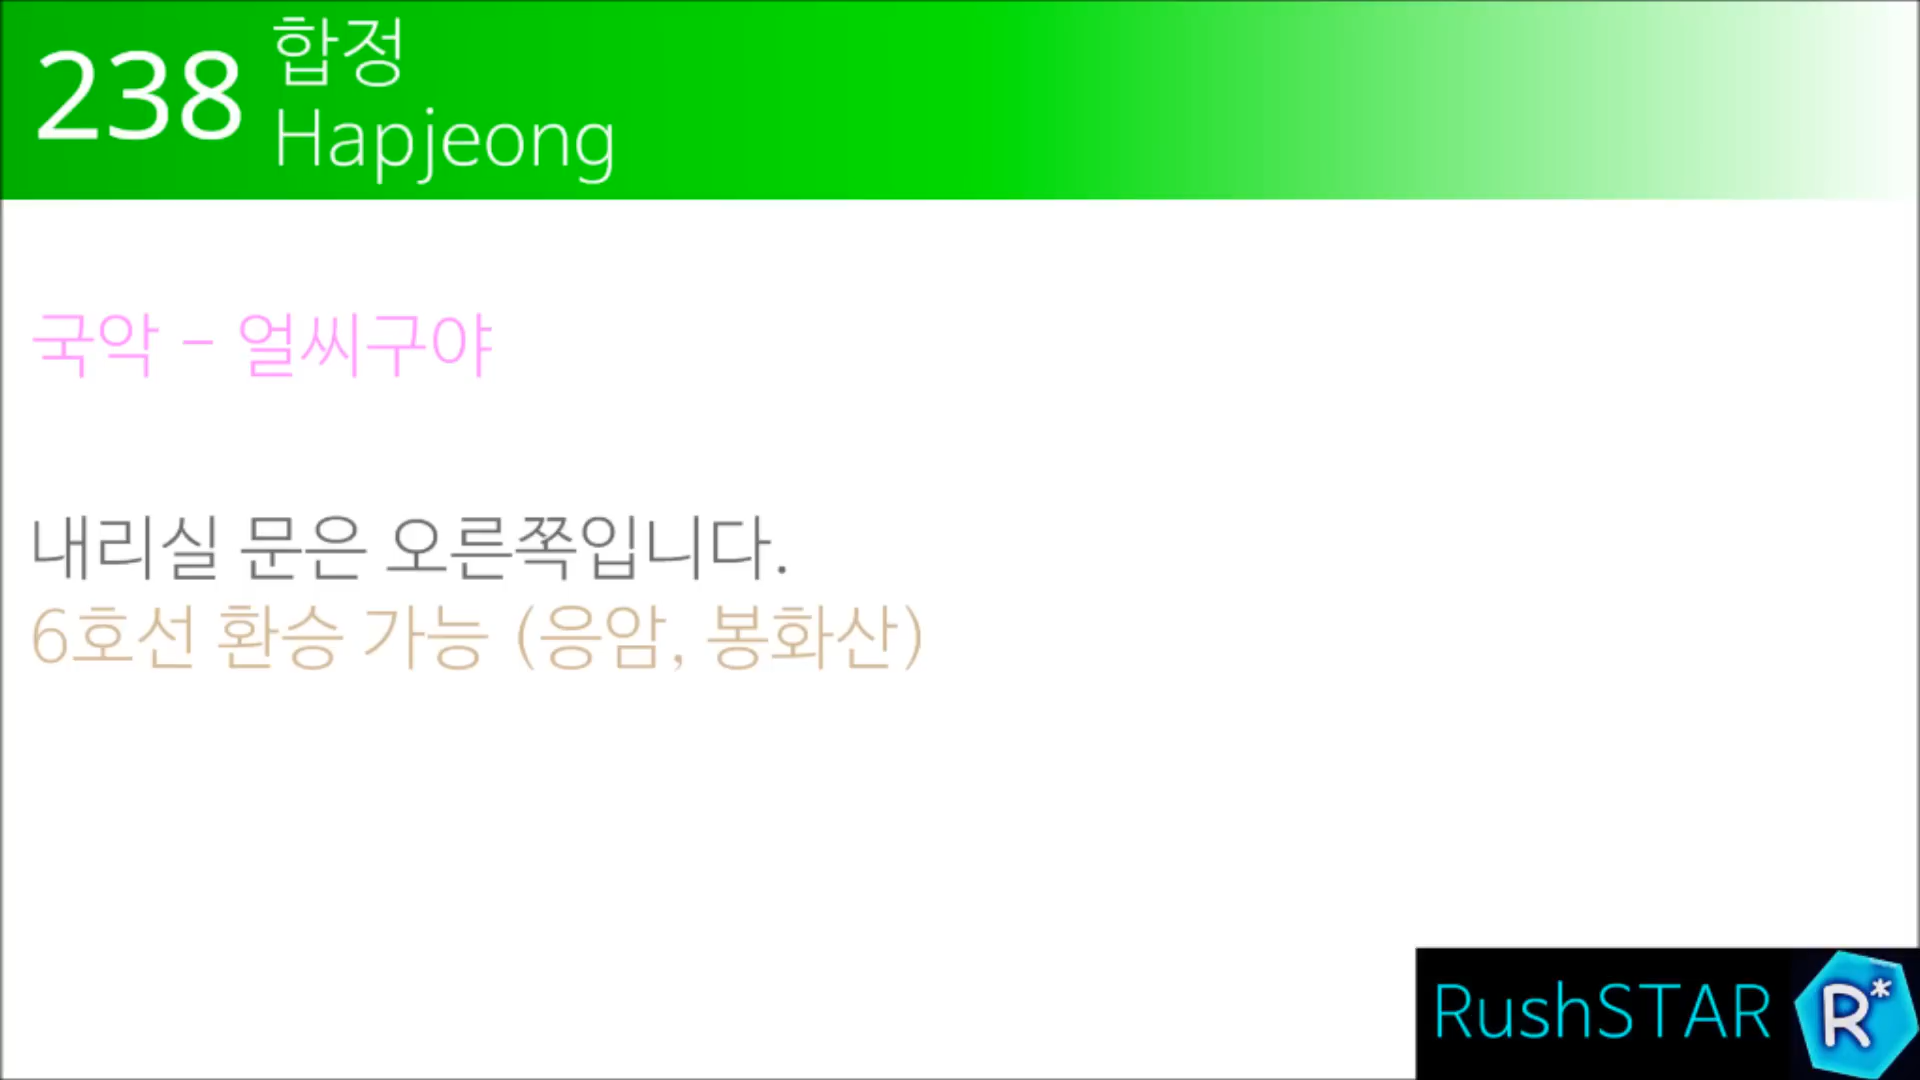 238
합정
Hapjeong
국악 - 얼씨구야
내리실 문은 오른쪽입니다.
6호선 환승 가능 (응암, 봉화산)
RushSTAR
R*